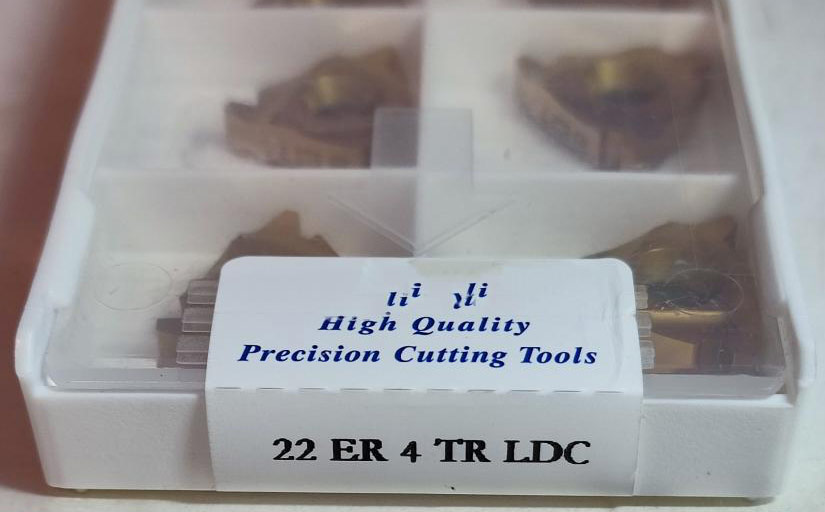 High Quality
Precision Cutting Tools
22 ER 4 TR LDC